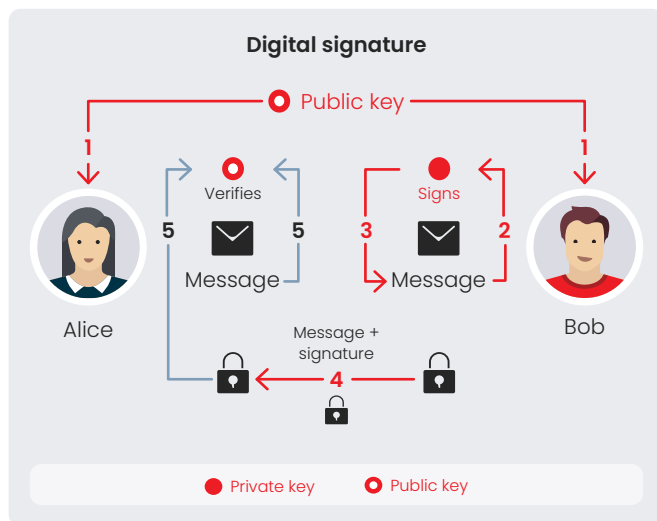 Digital signature
Public key
1
1
Verifies
Signs
5
5
3
2
Message
Message
Alice
Bob
Message +
signature
4
Private key
Public key